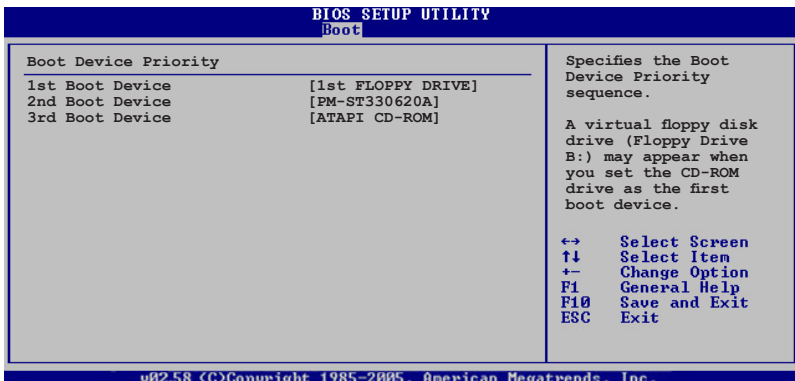 BIOS SETUP UTILITY
Boot
Boot Device Priority
1st Boot Device [1st FLOPPY DRIVE]
2nd Boot Device [PM-ST330620A]
3rd Boot Device [ATAPI CD-ROM]
Specifies the Boot
Device Priority
sequence.
A virtual floppy disk
drive (Floppy Drive
B:) may appear when
you set the CD-ROM
drive as the first
boot device.
←→ Select Screen
↑↓ Select Item
+- Change Option
F1 General Help
F10 Save and Exit
ESC Exit
v02.58 (C)Copyright 1985-2005, American Megatrends, Inc.